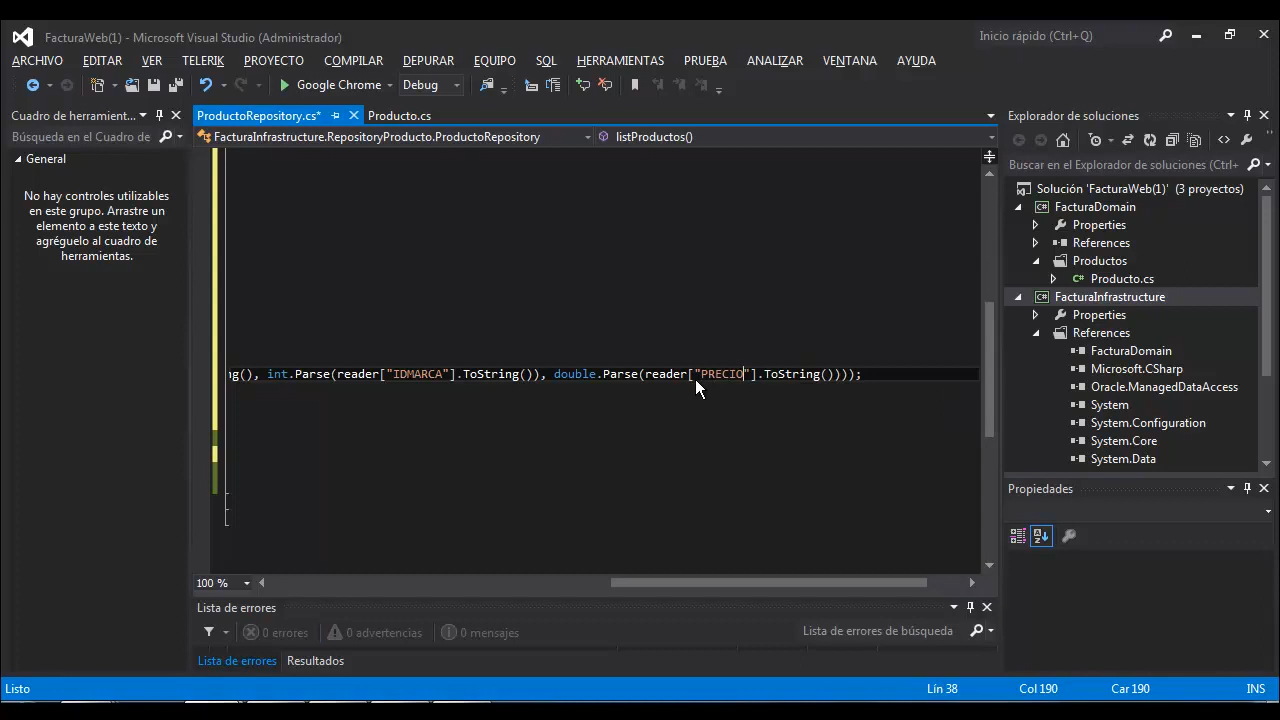 FacturaWeb(1) - Microsoft Visual Studio (Administrador)
Inicio rápido (Ctrl+Q)
ARCHIVO EDITAR VER TELERIK PROYECTO COMPILAR DEPURAR EQUIPO SQL HERRAMIENTAS PRUEBA ANALIZAR VENTANA AYUDA
Google Chrome Debug
Cuadro de herramient...
Búsqueda en el Cuadro de
General
No hay controles utilizables
en este grupo. Arrastre un
elemento a este texto y
agréguelo al cuadro de
herramientas.
ProductoRepository.cs* Producto.cs
FacturaInfrastructure.RepositoryProducto.ProductoRepository listProductos()
ng(), int.Parse(reader["IDMARCA"].ToString()), double.Parse(reader["PRECIO"].ToString())));
100 %
Lista de errores
0 errores 0 advertencias 0 mensajes
Lista de errores de búsqueda
Lista de errores Resultados
Explorador de soluciones
Buscar en el Explorador de soluciones (Ctrl+
Solución 'FacturaWeb(1)' (3 proyectos)
FacturaDomain
Properties
References
Productos
Producto.cs
FacturaInfrastructure
Properties
References
FacturaDomain
Microsoft.CSharp
Oracle.ManagedDataAccess
System
System.Configuration
System.Core
System.Data
Propiedades
Listo Lín 38 Col 190 Car 190 INS